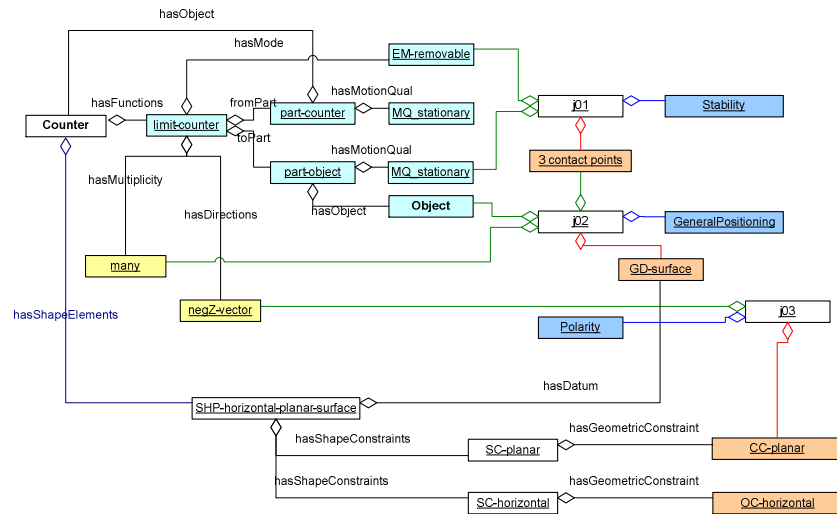 hasObject
hasMode
EM-removable
hasMotionQual
fromPart
hasFunctions
part-counter
MQ_stationary
j01
Stability
Counter
limit-counter
toPart
hasMotionQual
3 contact points
part-object
MQ_stationary
hasMultiplicity
hasDirections
hasObject
Object
j02
GeneralPositioning
many
GD-surface
negZ-vector
hasShapeElements
Polarity
j03
hasDatum
SHP-horizontal-planar-surface
hasShapeConstraints
hasGeometricConstraint
SC-planar
CC-planar
hasShapeConstraints
hasGeometricConstraint
SC-horizontal
OC-horizontal